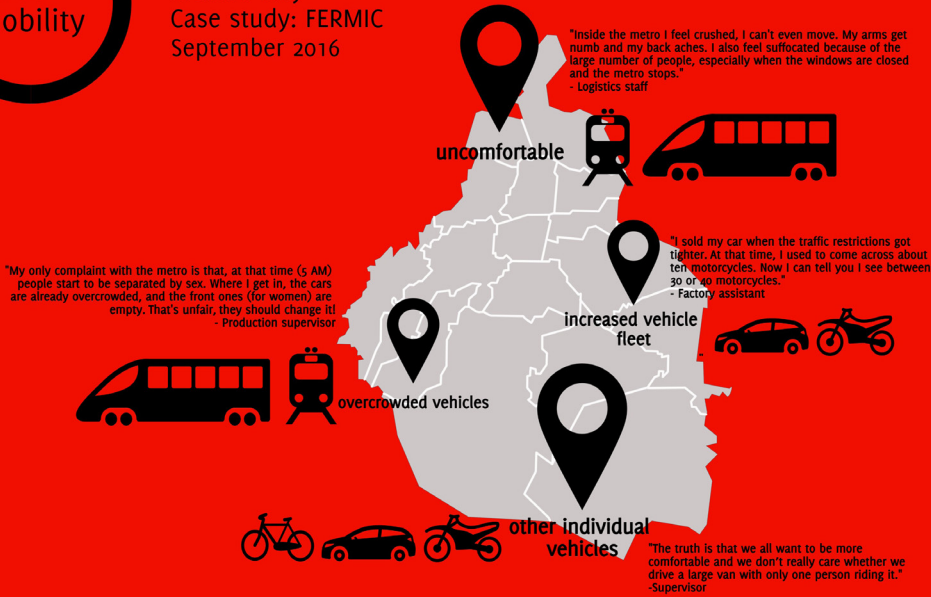 obility
Case study: FERMIC
September 2016
"Inside the metro I feel crushed, I can't even move. My arms get
numb and my back aches. I also feel suffocated because of the
large number of people, especially when the windows are closed
and the metro stops."
- Logistics staff
uncomfortable
"I sold my car when the traffic restrictions got
tighter. At that time, I used to come across about
ten motorcycles. Now I can tell you I see between
30 or 40 motorcycles."
- Factory assistant
increased vehicle
fleet
"My only complaint with the metro is that, at that time (5 AM)
people start to be separated by sex. Where I get in, the cars
are already overcrowded, and the front ones (for women) are
empty. That's unfair, they should change it!
- Production supervisor
"
overcrowded vehicles
other individual
vehicles
"The truth is that we all want to be more
comfortable and we don't really care whether we
drive a large van with only one person riding it."
-Supervisor